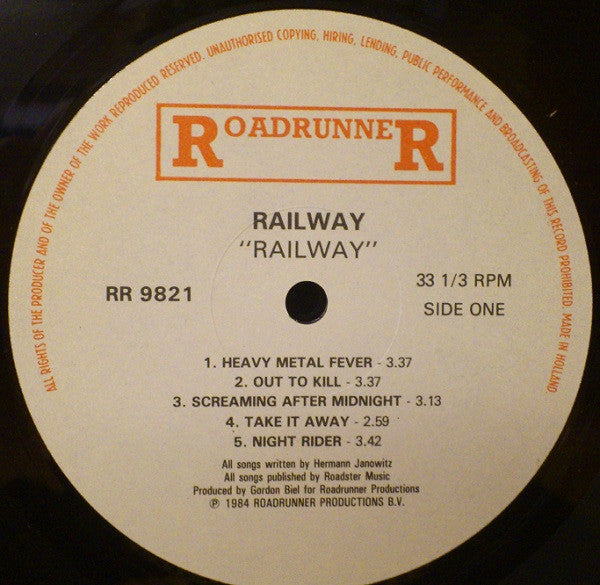 ALL RIGHTS OF THE PRODUCER AND OF THE OWNER OF THE WORK REPRODUCED RESERVED. UNAUTHORISED COPYING, HIRING, LENDING, PUBLIC PERFORMANCE AND BROADCASTING OF THIS RECORD PROHIBITED. MADE IN HOLLAND
ROADRUNNER
RAILWAY
"RAILWAY"
RR 9821
33 1/3 RPM
SIDE ONE
1. HEAVY METAL FEVER - 3.37
2. OUT TO KILL - 3.37
3. SCREAMING AFTER MIDNIGHT - 3.13
4. TAKE IT AWAY - 2.59
5. NIGHT RIDER - 3.42
All songs written by Hermann Janowitz
All songs published by Roadster Music
Produced by Gordon Biel for Roadrunner Productions
℗ 1984 ROADRUNNER PRODUCTIONS B.V.